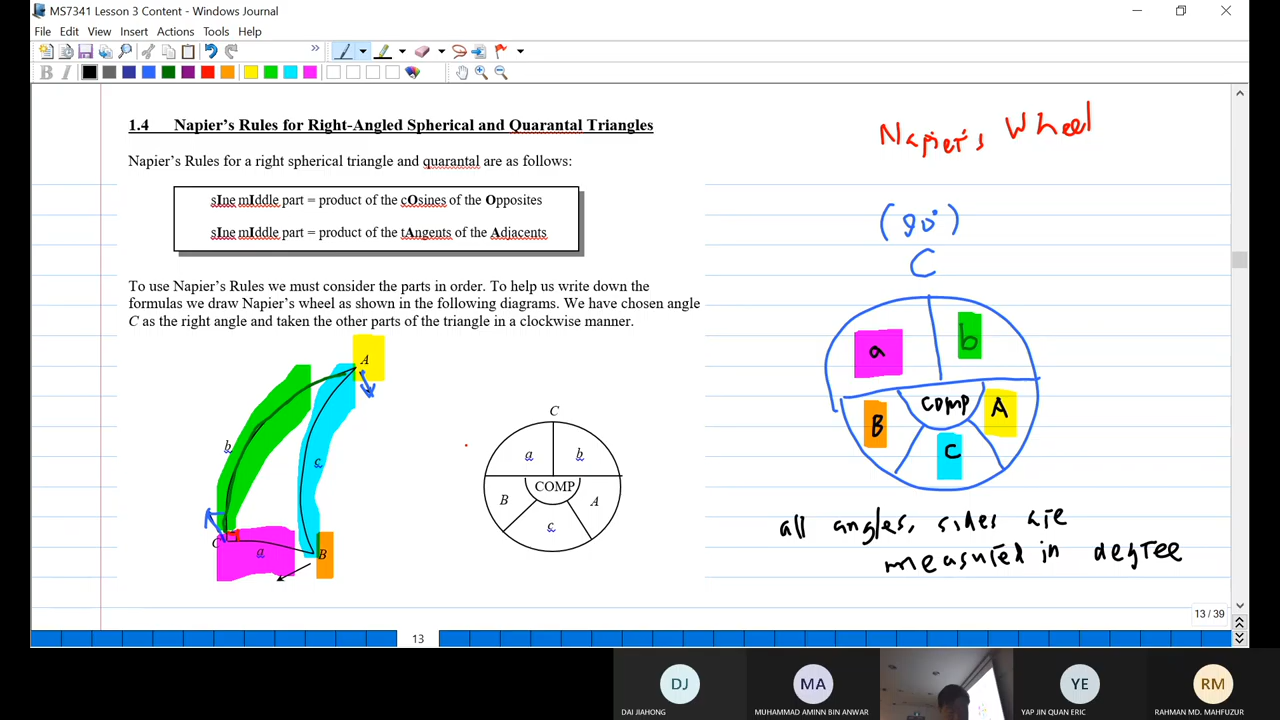 MS7341 Lesson 3 Content - Windows Journal
File Edit View Insert Actions Tools Help
B I
1.4 Napier's Rules for Right-Angled Spherical and Quarantal Triangles
Napier's Rules for a right spherical triangle and quarantal are as follows:
sIne mIddle part = product of the cOsines of the Opposites
sIne mIddle part = product of the tAngents of the Adjacents
To use Napier's Rules we must consider the parts in order. To help us write down the
formulas we draw Napier's wheel as shown in the following diagrams. We have chosen angle
C as the right angle and taken the other parts of the triangle in a clockwise manner.
A
b
c
C
a
B
C
a b
COMP
B A
c
Napier's Wheel
(90°)
C
a b
COMP
B A
C
all angles, sides are
measured in degree
13 / 39
13
DJ
DAI JIAHONG
MA
MUHAMMAD AMINN BIN ANWAR
YE
YAP JIN QUAN ERIC
RM
RAHMAN MD. MAHFUZUR